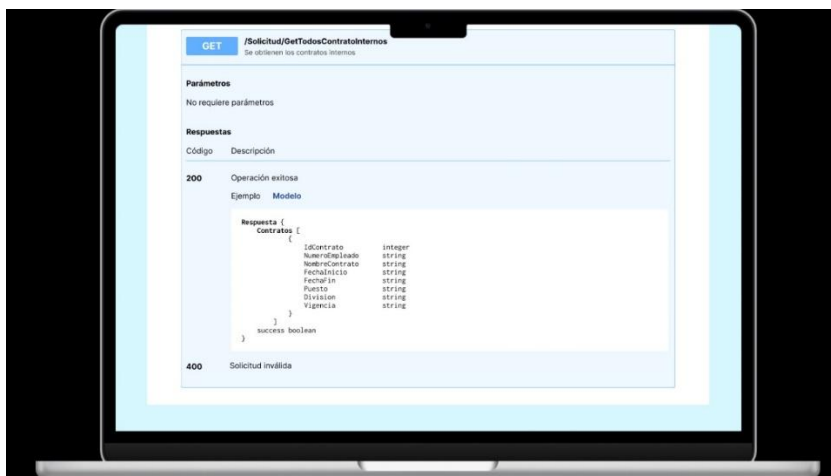 GET /Solicitud/GetTodosContratoInternos
Se obtienen los contratos internos
Parámetros
No requiere parámetros
Respuestas
Código Descripción
200 Operación exitosa
Ejemplo Modelo
Respuesta {
Contratos [
{
IdContrato integer
NumeroEmpleado string
NombreContrato string
FechaInicio string
FechaFin string
Puesto string
Division string
Vigencia string
}
]
success boolean
}
400 Solicitud inválida